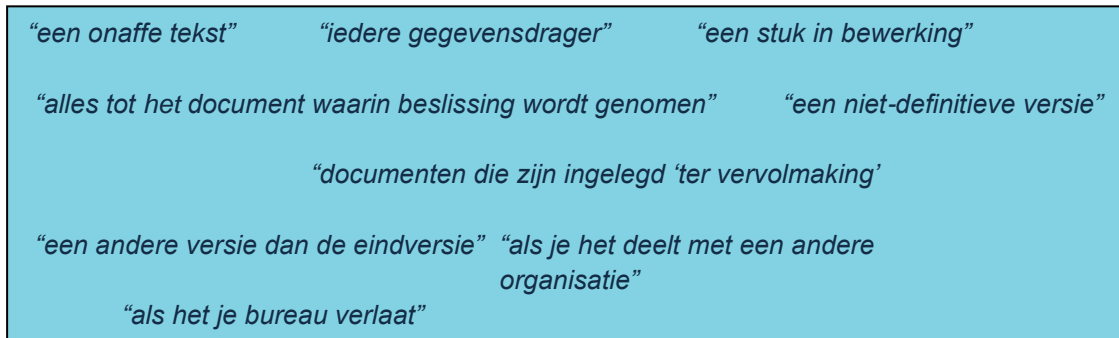 “een onaffe tekst” “iedere gegevensdrager” “een stuk in bewerking”
“alles tot het document waarin beslissing wordt genomen” “een niet-definitieve versie”
“documenten die zijn ingelegd ‘ter vervolmaking’
“een andere versie dan de eindversie” “als je het deelt met een andere
organisatie”
“als het je bureau verlaat”